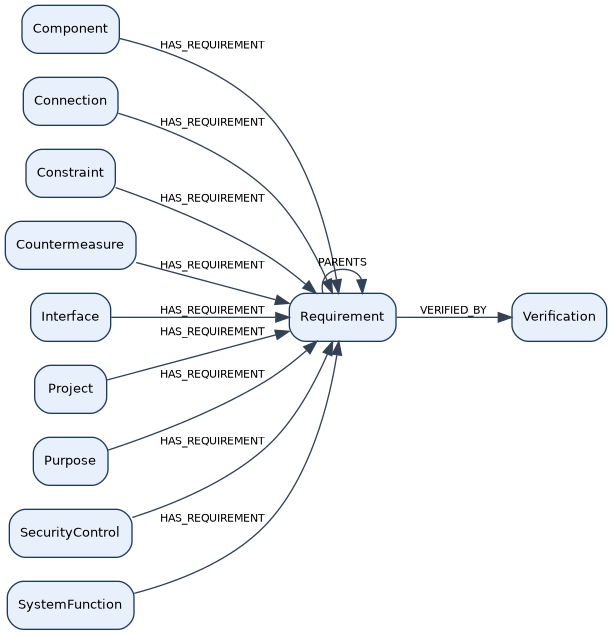 Component
HAS_REQUIREMENT
Connection
HAS_REQUIREMENT
Constraint
HAS_REQUIREMENT
Countermeasure
HAS_REQUIREMENT
PARENTS
Interface
HAS_REQUIREMENT
Requirement
VERIFIED_BY
Verification
HAS_REQUIREMENT
Project
HAS_REQUIREMENT
Purpose
HAS_REQUIREMENT
SecurityControl
HAS_REQUIREMENT
SystemFunction